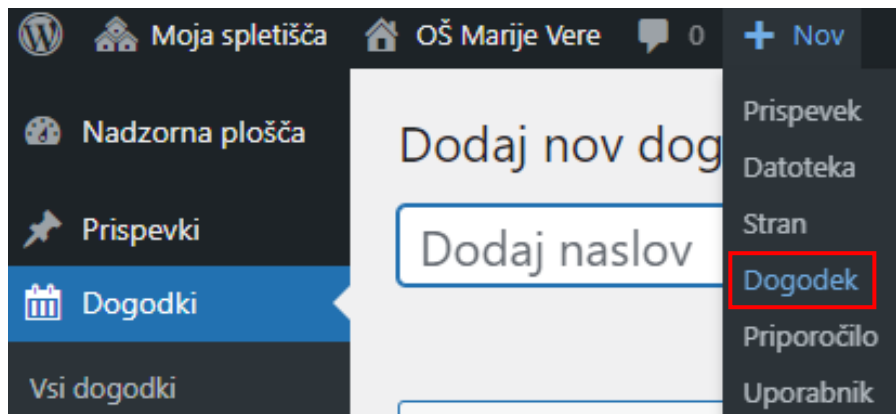 Moja spletišča OŠ Marije Vere 0 + Nov
Nadzorna plošča
Prispevki
Dogodki
Vsi dogodki
Dodaj nov dog
Dodaj naslov
Prispevek
Datoteka
Stran
Dogodek
Priporočilo
Uporabnik